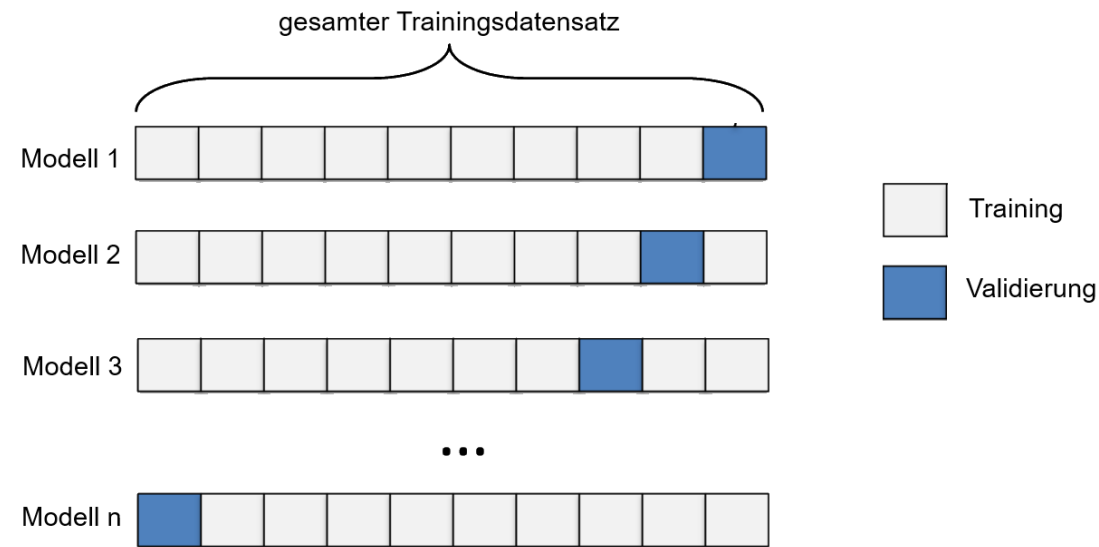 gesamter Trainingsdatensatz
Modell 1
Modell 2
Training
Validierung
Modell 3
...
Modell n